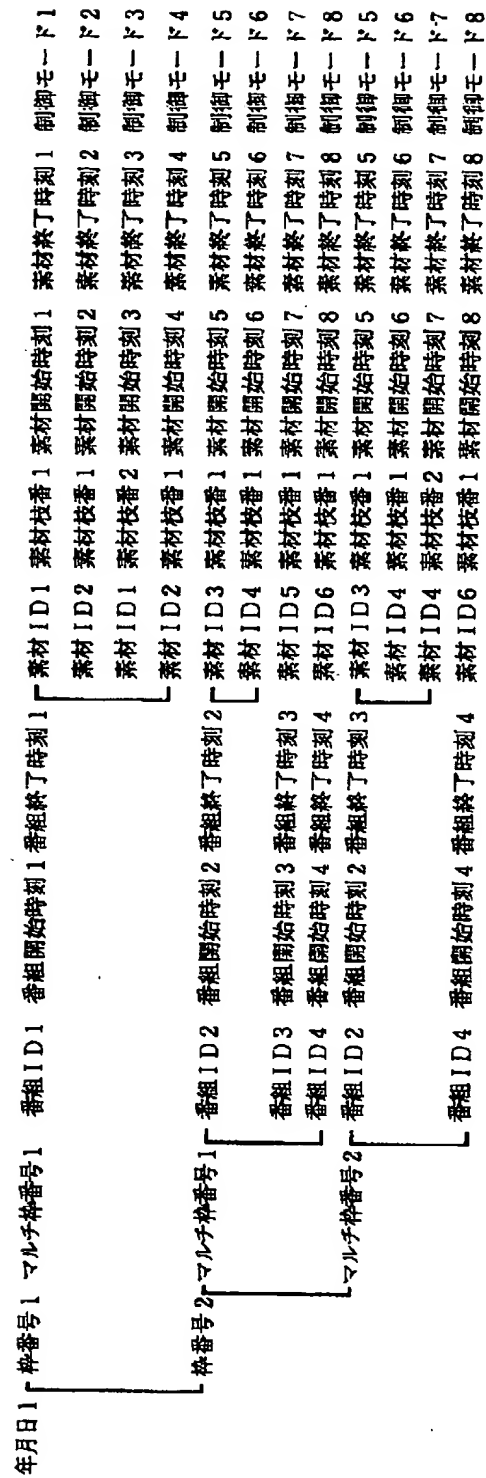 年月日1 枠番号1 マルチ枠番号1 番組ID1 番組開始時刻1 番組終了時刻1 素材ID1 素材枝番1 素材開始時刻1 素材終了時刻1 制御モード1
素材ID2 素材枝番1 素材開始時刻2 素材終了時刻2 制御モード2
素材ID1 素材枝番2 素材開始時刻3 素材終了時刻3 制御モード3
素材ID2 素材枝番1 素材開始時刻4 素材終了時刻4 制御モード4
枠番号2 マルチ枠番号1 番組ID2 番組開始時刻2 番組終了時刻2 素材ID3 素材枝番1 素材開始時刻5 素材終了時刻5 制御モード5
素材ID4 素材枝番1 素材開始時刻6 素材終了時刻6 制御モード6
番組ID3 番組開始時刻3 番組終了時刻3 素材ID5 素材枝番1 素材開始時刻7 素材終了時刻7 制御モード7
番組ID4 番組開始時刻4 番組終了時刻4 素材ID6 素材枝番1 素材開始時刻8 素材終了時刻8 制御モード8
マルチ枠番号2 番組ID2 番組開始時刻2 番組終了時刻3 素材ID3 素材枝番1 素材開始時刻5 素材終了時刻5 制御モード5
素材ID4 素材枝番1 素材開始時刻6 素材終了時刻6 制御モード6
素材ID4 素材枝番2 素材開始時刻7 素材終了時刻7 制御モード7
番組ID4 番組開始時刻4 番組終了時刻4 素材ID6 素材枝番1 素材開始時刻8 素材終了時刻8 制御モード8